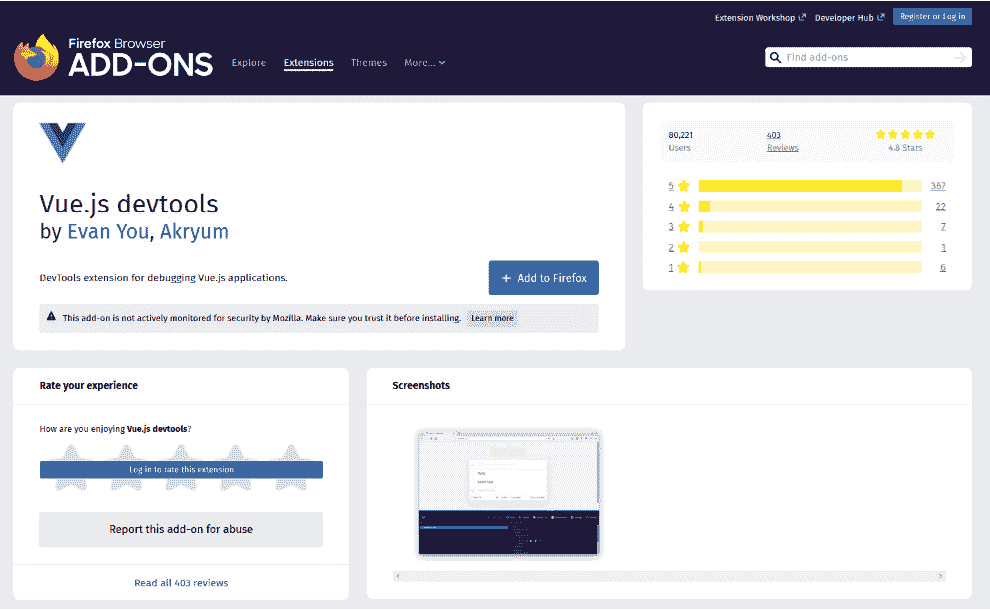 Extension Workshop Developer Hub Register or Log in
Firefox Browser
ADD-ONS
Explore Extensions Themes More...
Find add-ons
Vue.js devtools
by Evan You, Akryum
DevTools extension for debugging Vue.js applications.
+ Add to Firefox
This add-on is not actively monitored for security by Mozilla. Make sure you trust it before installing. Learn more
80,221 403
Users Reviews 4.8 Stars
5 367
4 22
3 7
2 1
1 6
Rate your experience
How are you enjoying Vue.js devtools?
Log in to rate this extension
Report this add-on for abuse
Read all 403 reviews
Screenshots